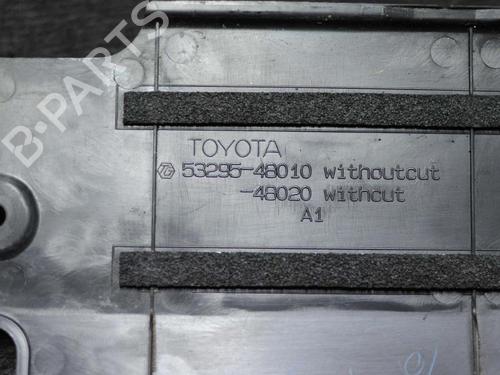 B-PARTS
TOYOTA
53295-48010 withoutcut
-48020 withcut
A1